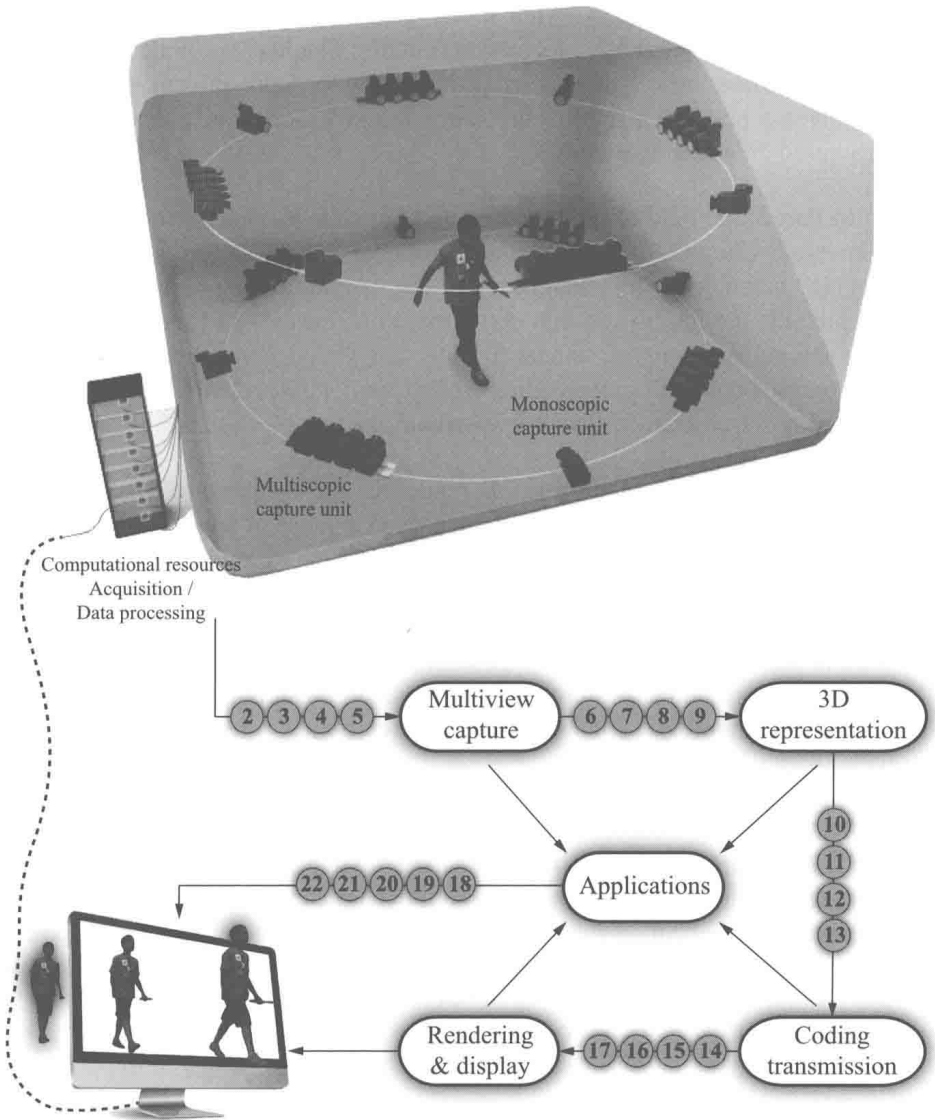 Monoscopic
capture unit
Multiscopic
capture unit
Computational resources
Acquisition /
Data processing
2 3 4 5
Multiview
capture
6 7 8 9
3D
representation
10
11
12
13
Applications
22 21 20 19 18
Rendering
& display
17 16 15 14
Coding
transmission